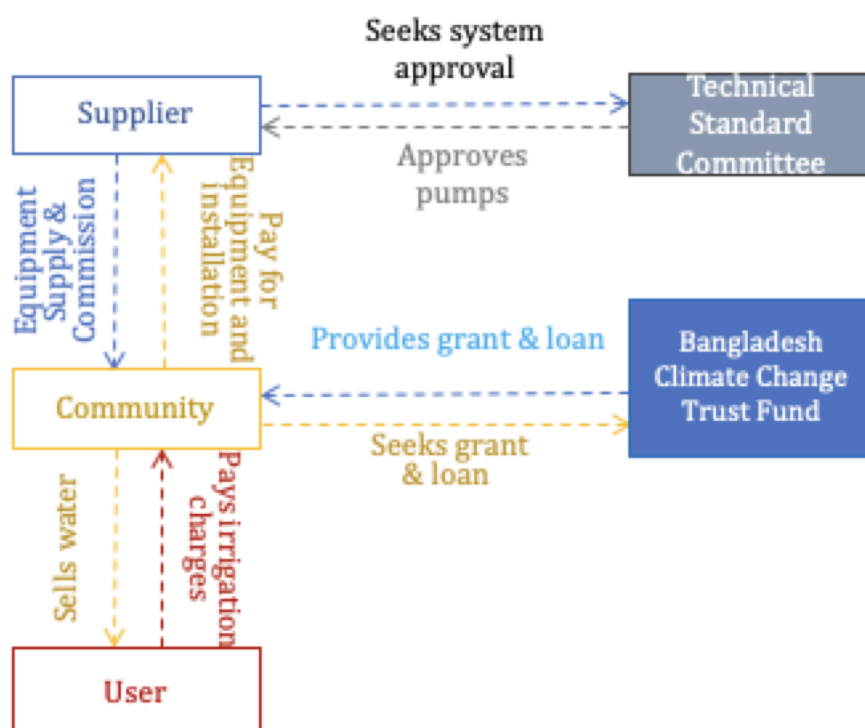 Seeks system
approval
Supplier
Technical
Standard
Committee
Approves
pumps
Equipment
Supply &
Commission
Pay for
Equipment and
installation
Provides grant & loan
Bangladesh
Climate Change
Trust Fund
Community
Seeks grant
& loan
Sells water
Pays irrigation
charges
User